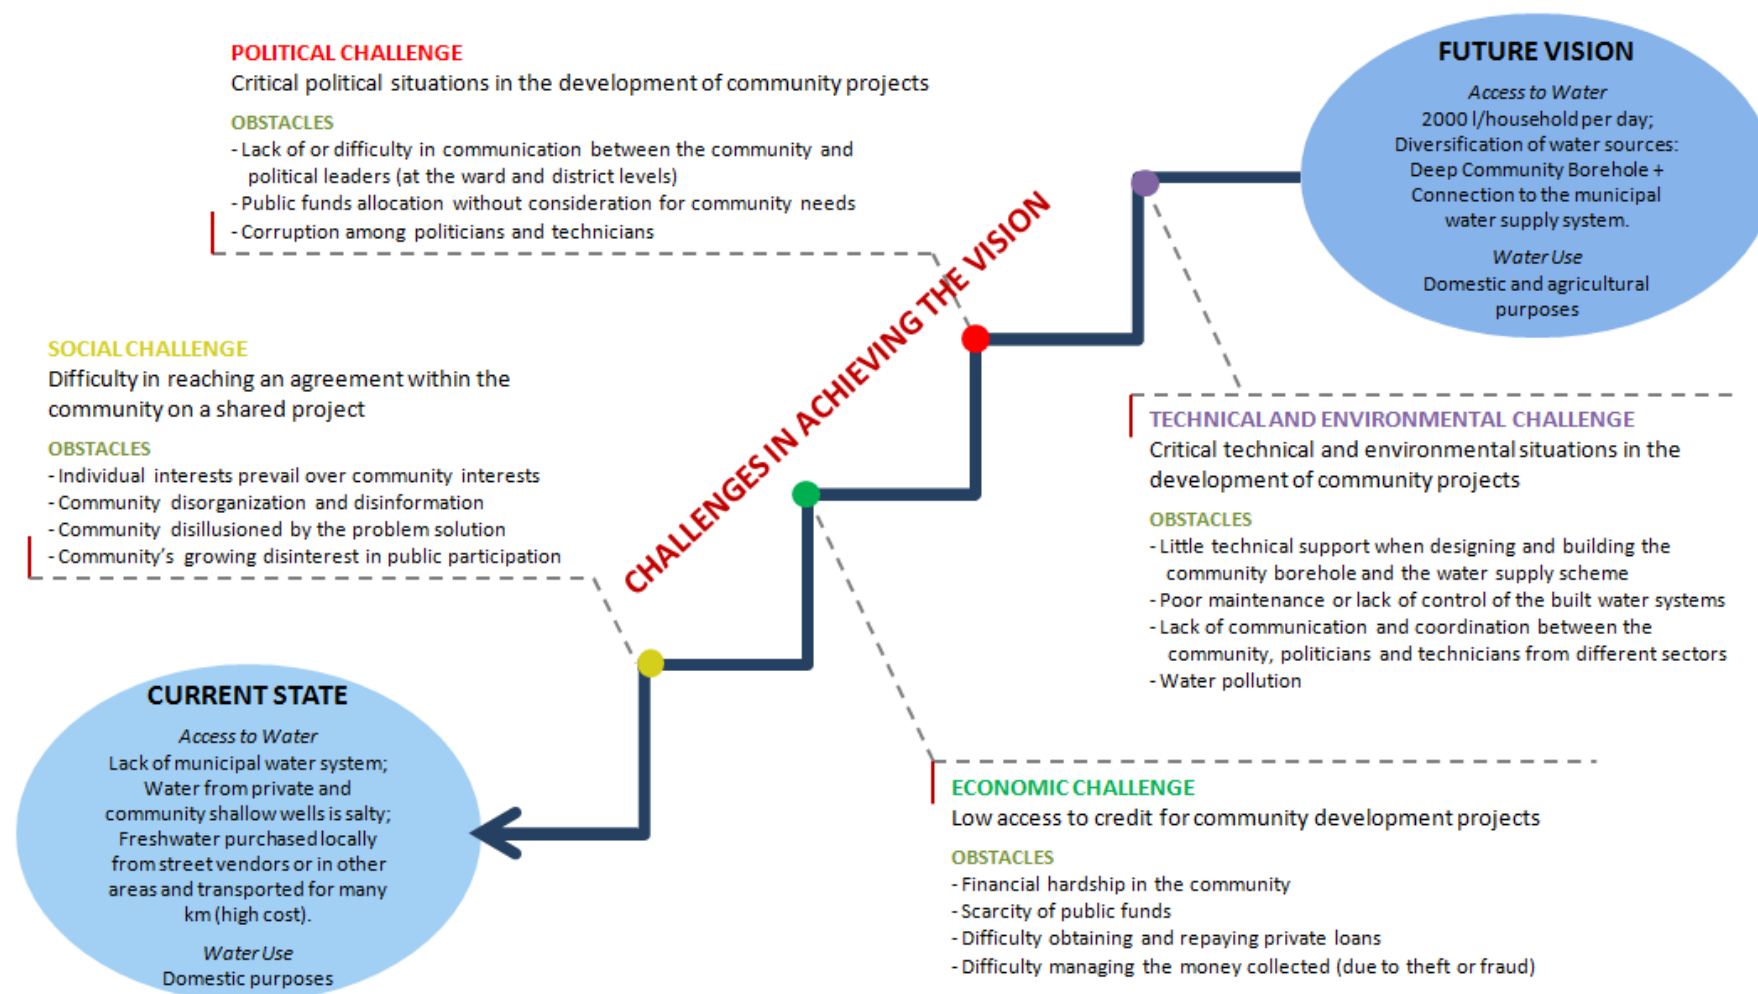 POLITICAL CHALLENGE
Critical political situations in the development of community projects
OBSTACLES
- Lack of or difficulty in communication between the community and
political leaders (at the ward and district levels)
- Public funds allocation without consideration for community needs
- Corruption among politicians and technicians
FUTURE VISION
Access to Water
2000 l/household per day;
Diversification of water sources:
Deep Community Borehole +
Connection to the municipal
water supply system.
Water Use
Domestic and agricultural
purposes
CHALLENGES IN ACHIEVING THE VISION
SOCIAL CHALLENGE
Difficulty in reaching an agreement within the
community on a shared project
OBSTACLES
- Individual interests prevail over community interests
- Community disorganization and disinformation
- Community disillusioned by the problem solution
- Community's growing disinterest in public participation
TECHNICAL AND ENVIRONMENTAL CHALLENGE
Critical technical and environmental situations in the
development of community projects
OBSTACLES
- Little technical support when designing and building the
community borehole and the water supply scheme
- Poor maintenance or lack of control of the built water systems
- Lack of communication and coordination between the
community, politicians and technicians from different sectors
- Water pollution
CURRENT STATE
Access to Water
Lack of municipal water system;
Water from private and
community shallow wells is salty;
Freshwater purchased locally
from street vendors or in other
areas and transported for many
km (high cost).
Water Use
Domestic purposes
ECONOMIC CHALLENGE
Low access to credit for community development projects
OBSTACLES
- Financial hardship in the community
- Scarcity of public funds
- Difficulty obtaining and repaying private loans
- Difficulty managing the money collected (due to theft or fraud)